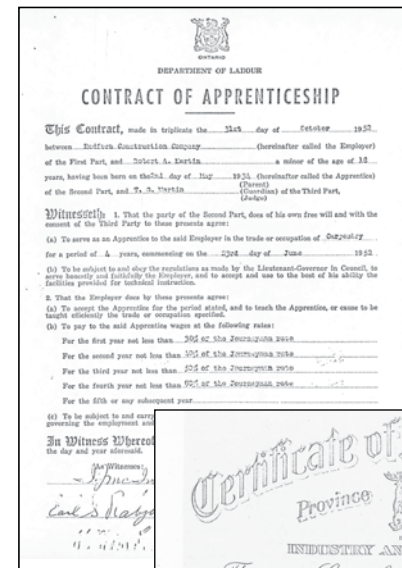 ONTARIO
DEPARTMENT OF LABOUR
CONTRACT OF APPRENTICESHIP
This Contract, made in triplicate the 31st day of October 1952
between Construction Company (hereinafter called the Employer)
of the First Part, and Robert A. Martin a minor of the age of 18
years, having been born the 2nd day of May 1934 (hereinafter called the Apprentice)
(Parent)
of the Second Part, and T. G. Martin (Guardian) of the Third Part,
(Judge)
Witnesseth 1. That the party of the Second Part, does of his own free will and with the
consent of the Third Party to these presents agree:
(a) To serve as an Apprentice to the said Employer in the trade or occupation of Carpentry
for a period of 4 years, commencing on the 23rd day of June 1952
(b) To be subject to and obey the regulations as made by the Lieutenant-Governor in Council, to
serve honestly and faithfully the Employer, and to accept and use to the best of his ability the
facilities provided for technical instruction.
2. That the Employer does by these presents agree:
(a) To accept the Apprentice for the period stated, and to teach the Apprentice, or cause to be
taught efficiently the trade or occupation specified.
(b) To pay to the said Apprentice wages at the following rates:
For the first year not less than 30% of the Journeyman rate
For the second year not less than 40% of the Journeyman rate
For the third year not less than 50% of the Journeyman rate
For the fourth year not less than 80% of the Journeyman rate
For the fifth or any subsequent year
(c) To be subject to and carry
governing the employment and
In Witness Whereof
the day and year aforesaid.
As Witnesses:
Carl S.
Certificate of
Province
INDUSTRY AN